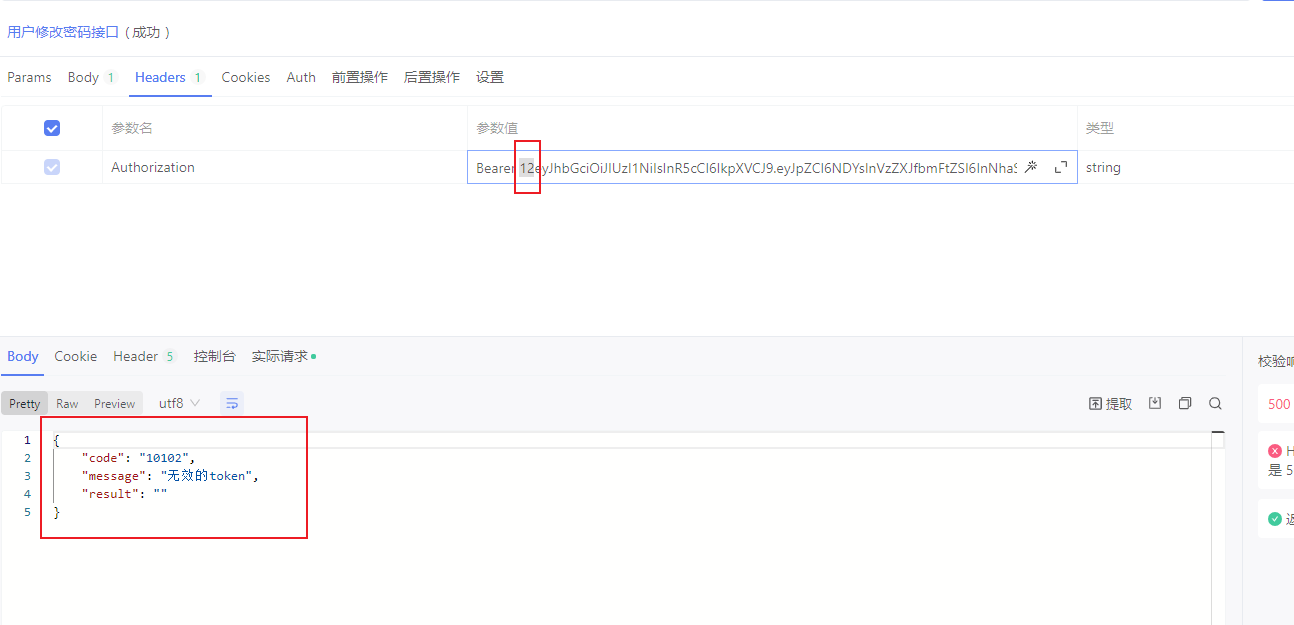 用户修改密码接口 ( 成功 )
Params Body 1 Headers 1 Cookies Auth 前置操作 后置操作 设置
参数名 参数值 类型
Authorization Bearer 12eyJhbGciOiJIUzI1NiIsInR5cCI6IkpXVCJ9.eyJpZCI6NDYsInVzZXJfbmFtZSI6InNhaS string
Body Cookie Header 5 控制台 实际请求
校验响
Pretty Raw Preview utf8 提取
500
1 {
2 "code": "10102",
3 "message": "无效的token",
4 "result": ""
5 }
H
是 5
返